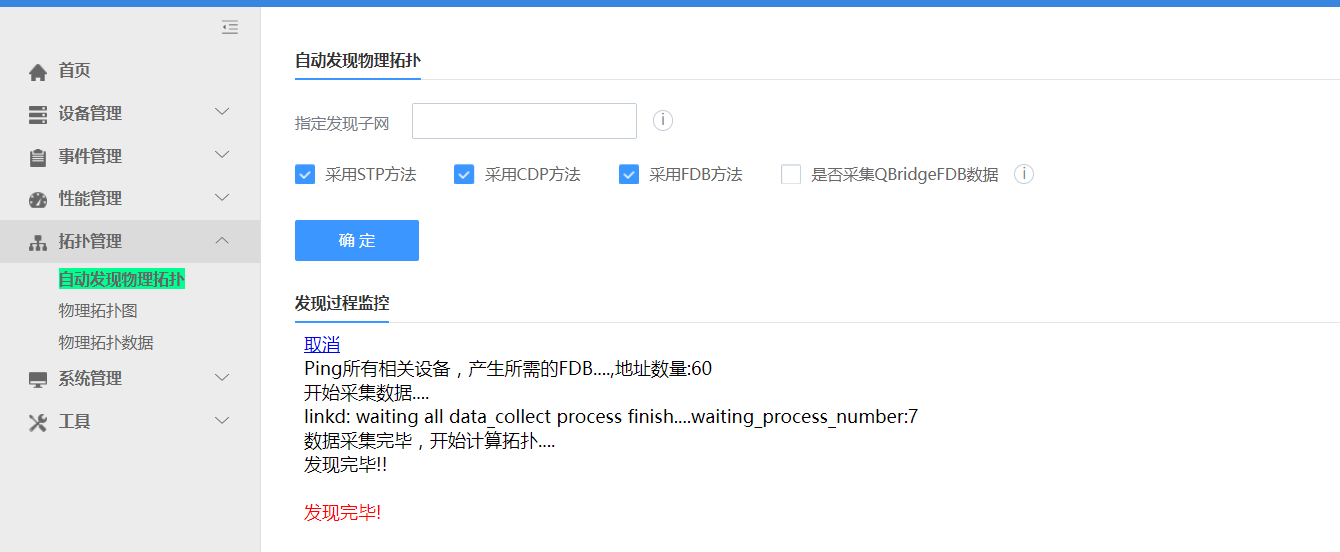 首页
设备管理
事件管理
性能管理
拓扑管理
自动发现物理拓扑
物理拓扑图
物理拓扑数据
系统管理
工具
自动发现物理拓扑
指定发现子网
采用STP方法 采用CDP方法 采用FDB方法 是否采集QBridgeFDB数据
确 定
发现过程监控
取消
Ping所有相关设备，产生所需的FDB....,地址数量:60
开始采集数据....
linkd: waiting all data_collect process finish....waiting_process_number:7
数据采集完毕，开始计算拓扑....
发现完毕!!
发现完毕!